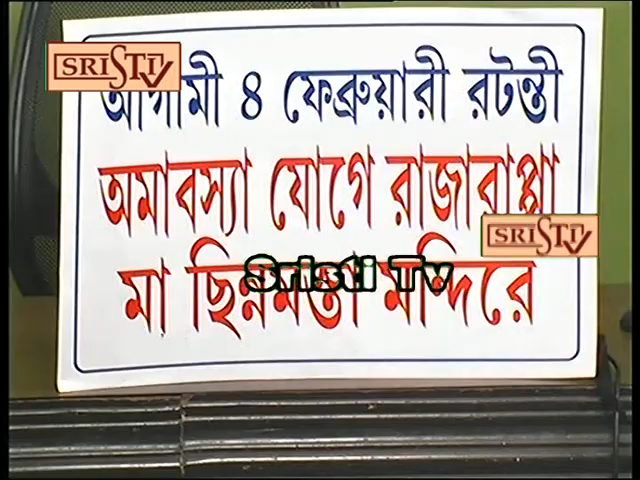 SRISTI TV
আগামী ৪ ফেব্রুয়ারী রটন্তী
অমাবস্যা যোগে রাজারাপ্পা
SRISTI TV
মা ছিন্নমস্তা মন্দিরে
Sristi Tv